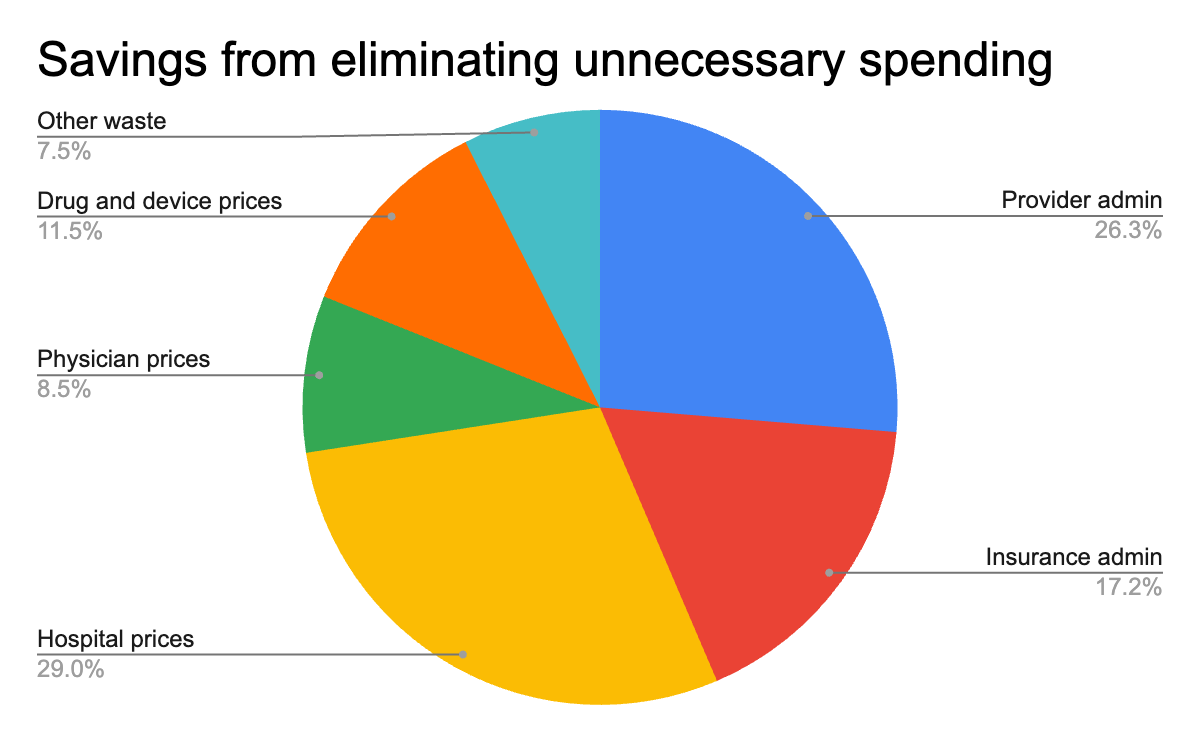 Savings from eliminating unnecessary spending
Other waste
7.5%
Drug and device prices
11.5%
Physician prices
8.5%
Hospital prices
29.0%
Provider admin
26.3%
Insurance admin
17.2%